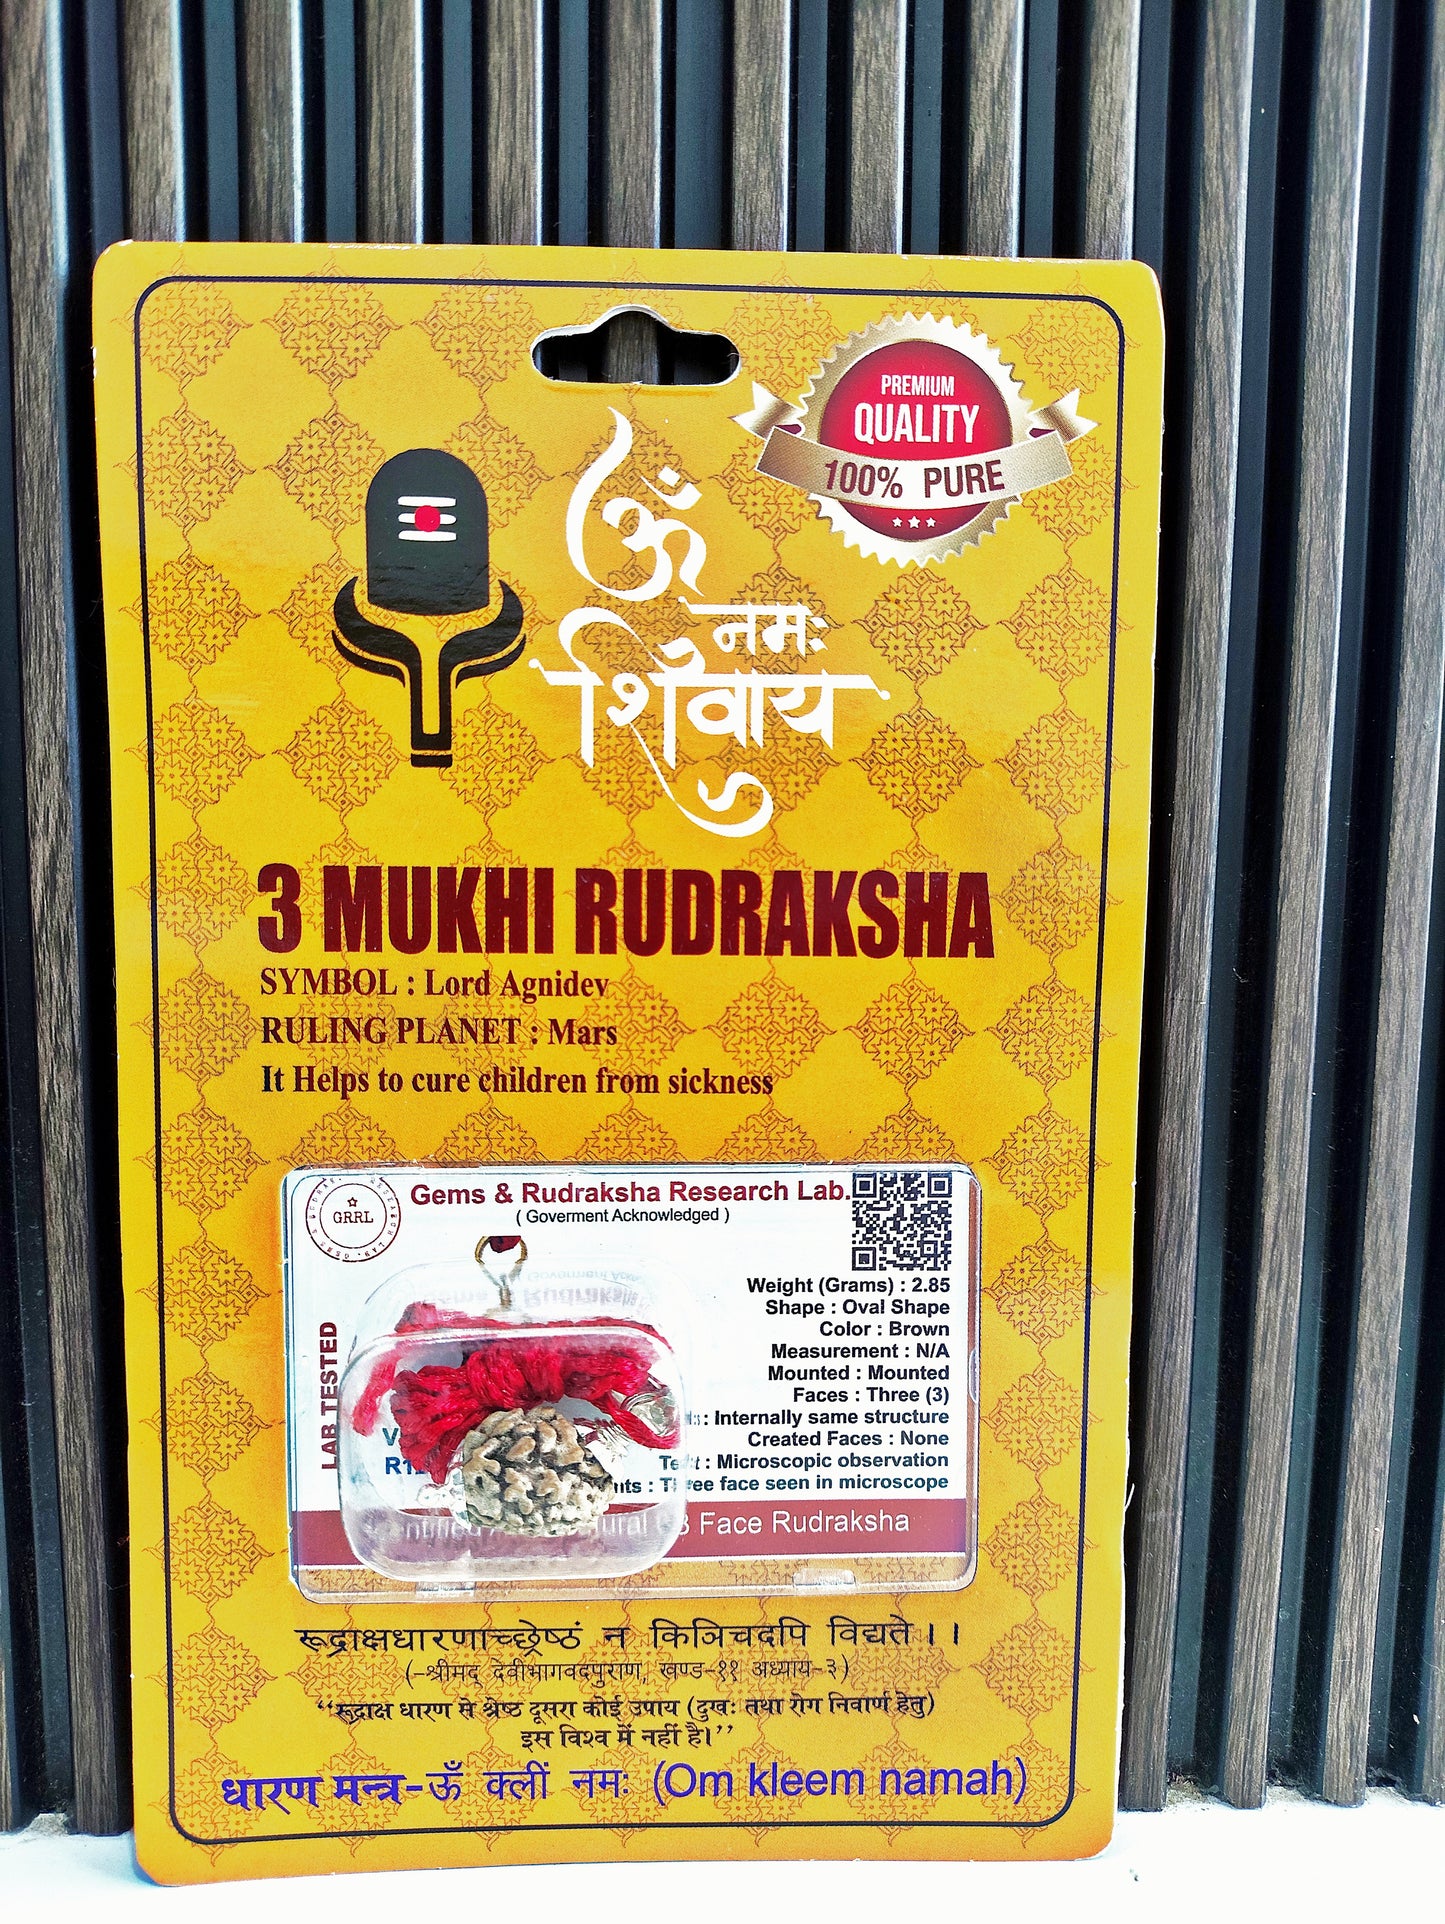 PREMIUM
QUALITY
100% PURE
ॐ
नमः
शिवाय
3 MUKHI RUDRAKSHA
SYMBOL : Lord Agnidev
RULING PLANET : Mars
It Helps to cure children from sickness
Gems & Rudraksha Research Lab.
( Goverment Acknowledged )
GRRL
LAB TESTED
Weight (Grams) : 2.85
Shape : Oval Shape
Color : Brown
Measurement : N/A
Mounted : Mounted
Faces : Three (3)
: Internally same structure
Created Faces : None
: Microscopic observation
: Three face seen in microscope
3 Face Rudraksha
रूद्राक्षधारणाच्छ्रेष्ठं न किञिचदपि विद्यते।।
(-श्रीमद् देवीभागवदपुराण, खण्ड-११ अध्याय-३)
“रूद्राक्ष धारण से श्रेष्ठ दूसरा कोई उपाय (दुखः तथा रोग निवार्ण हेतु)
इस विश्व में नहीं है।”
धारण मन्त्र-ॐ क्लीं नमः (Om kleem namah)